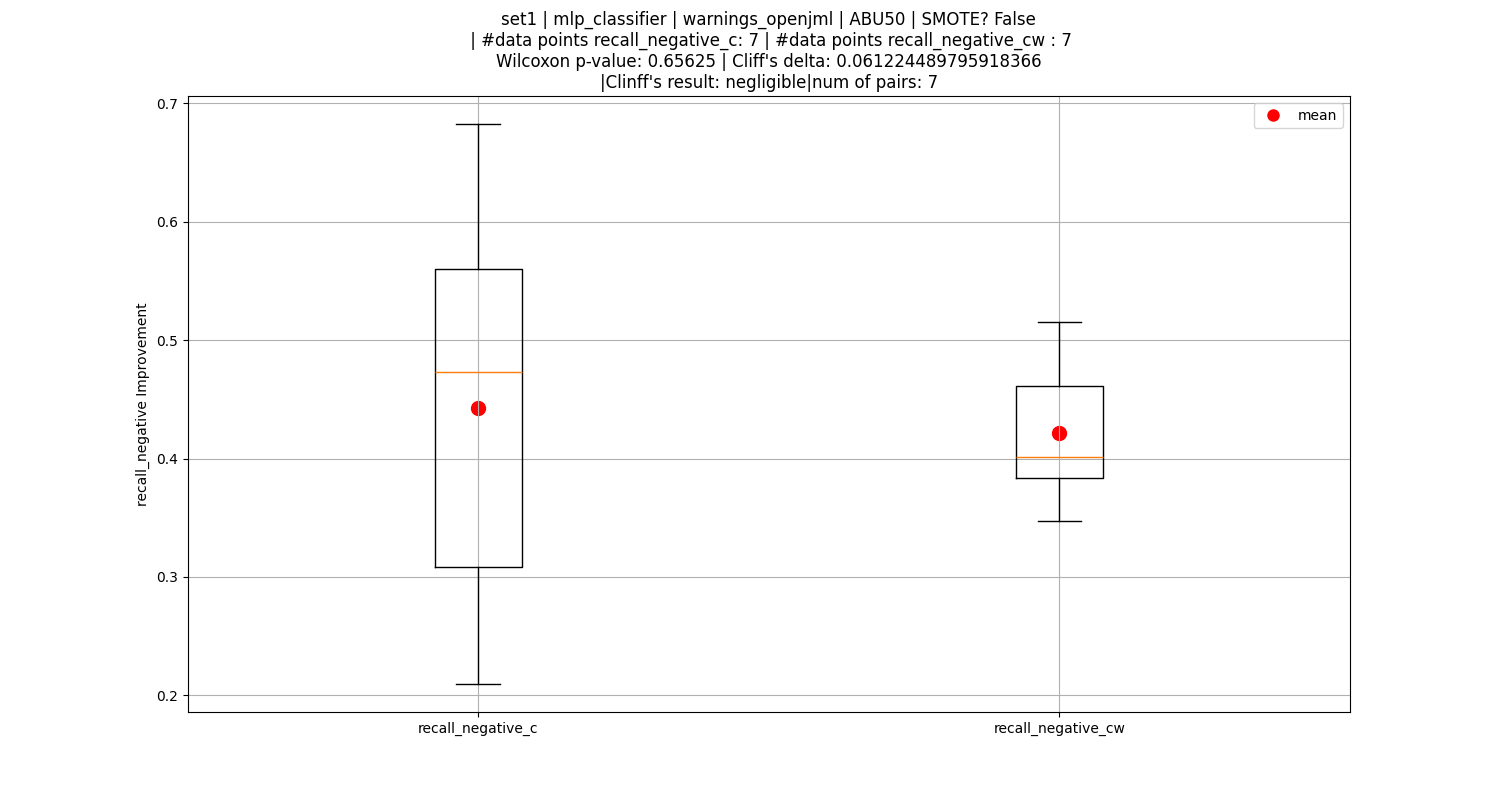 set1 | mlp_classifier | warnings_openjml | ABU50 | SMOTE? False
| #data points recall_negative_c: 7 | #data points recall_negative_cw : 7
Wilcoxon p-value: 0.65625 | Cliff's delta: 0.061224489795918366
|Clinff's result: negligible|num of pairs: 7
mean
recall_negative Improvement
0.7
0.6
0.5
0.4
0.3
0.2
recall_negative_c
recall_negative_cw